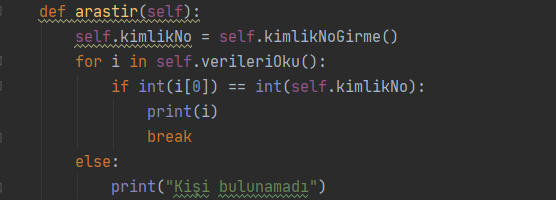 def arastir(self):
    self.kimlikNo = self.kimlikNoGirme()
    for i in self.verileriOku():
        if int(i[0]) == int(self.kimlikNo):
            print(i)
            break
    else:
        print("Kişi bulunamadı")